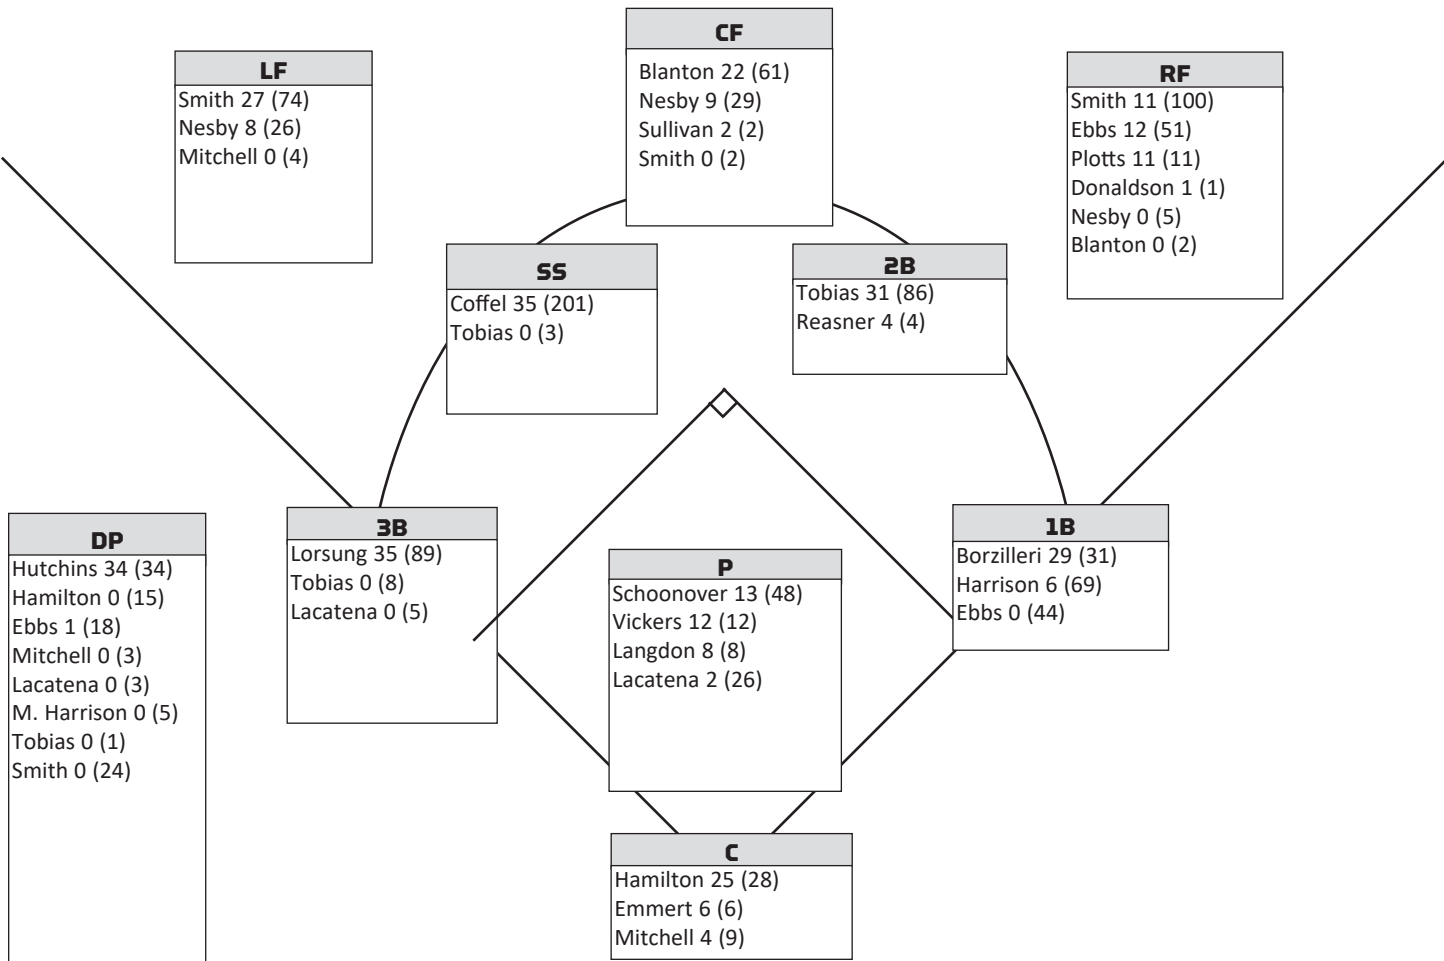 CF
Blanton 22 (61)
Nesby 9 (29)
Sullivan 2 (2)
Smith 0 (2)
LF
Smith 27 (74)
Nesby 8 (26)
Mitchell 0 (4)
RF
Smith 11 (100)
Ebbs 12 (51)
Plotts 11 (11)
Donaldson 1 (1)
Nesby 0 (5)
Blanton 0 (2)
SS
Coffel 35 (201)
Tobias 0 (3)
2B
Tobias 31 (86)
Reasner 4 (4)
DP
Hutchins 34 (34)
Hamilton 0 (15)
Ebbs 1 (18)
Mitchell 0 (3)
Lacatena 0 (3)
M. Harrison 0 (5)
Tobias 0 (1)
Smith 0 (24)
3B
Lorsung 35 (89)
Tobias 0 (8)
Lacatena 0 (5)
P
Schoonover 13 (48)
Vickers 12 (12)
Langdon 8 (8)
Lacatena 2 (26)
1B
Borzilleri 29 (31)
Harrison 6 (69)
Ebbs 0 (44)
C
Hamilton 25 (28)
Emmert 6 (6)
Mitchell 4 (9)